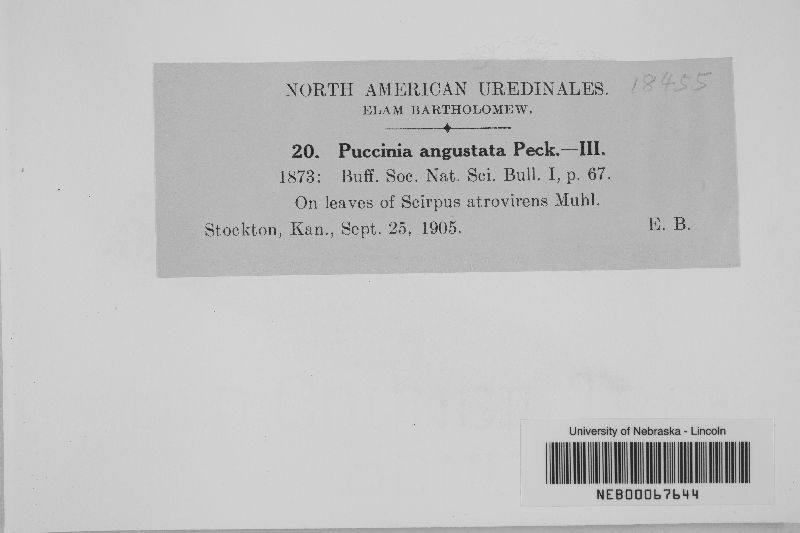 NORTH AMERICAN UREDINALES. 18455
ELAM BARTHOLOMEW.
20. Puccinia angustata Peck.—III.
1873: Buff. Soc. Nat. Sci. Bull. I, p. 67.
On leaves of Scirpus atrovirens Muhl.
Stockton, Kan., Sept. 25, 1905. E. B.
University of Nebraska - Lincoln
NEB00067644